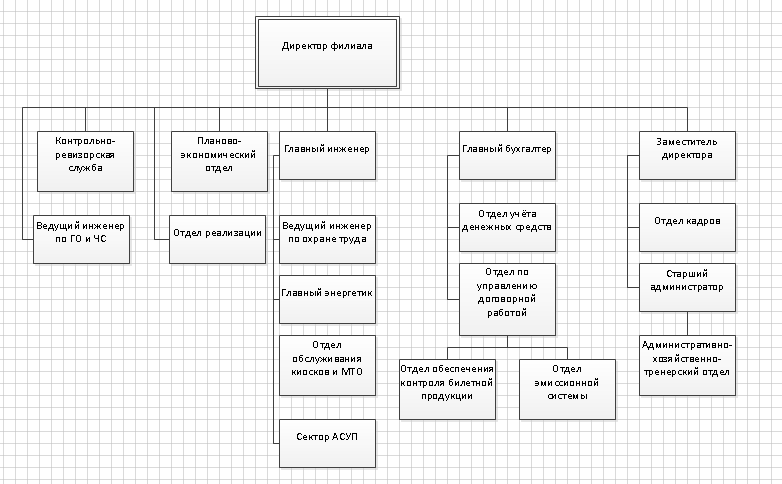 Директор филиала
Контрольно-
ревизорская
служба
Планово-
экономический
отдел
Главный инженер
Главный бухгалтер
Заместитель
директора
Ведущий инженер
по ГО и ЧС
Отдел реализации
Ведущий инженер
по охране труда
Отдел учёта
денежных средств
Отдел кадров
Главный энергетик
Отдел по
управлению
договорной
работой
Старший
администратор
Отдел
обслуживания
киосков и МТО
Административно-
хозяйственно-
тренерский отдел
Отдел обеспечения
контроля билетной
продукции
Отдел
эмиссионной
системы
Сектор АСУП